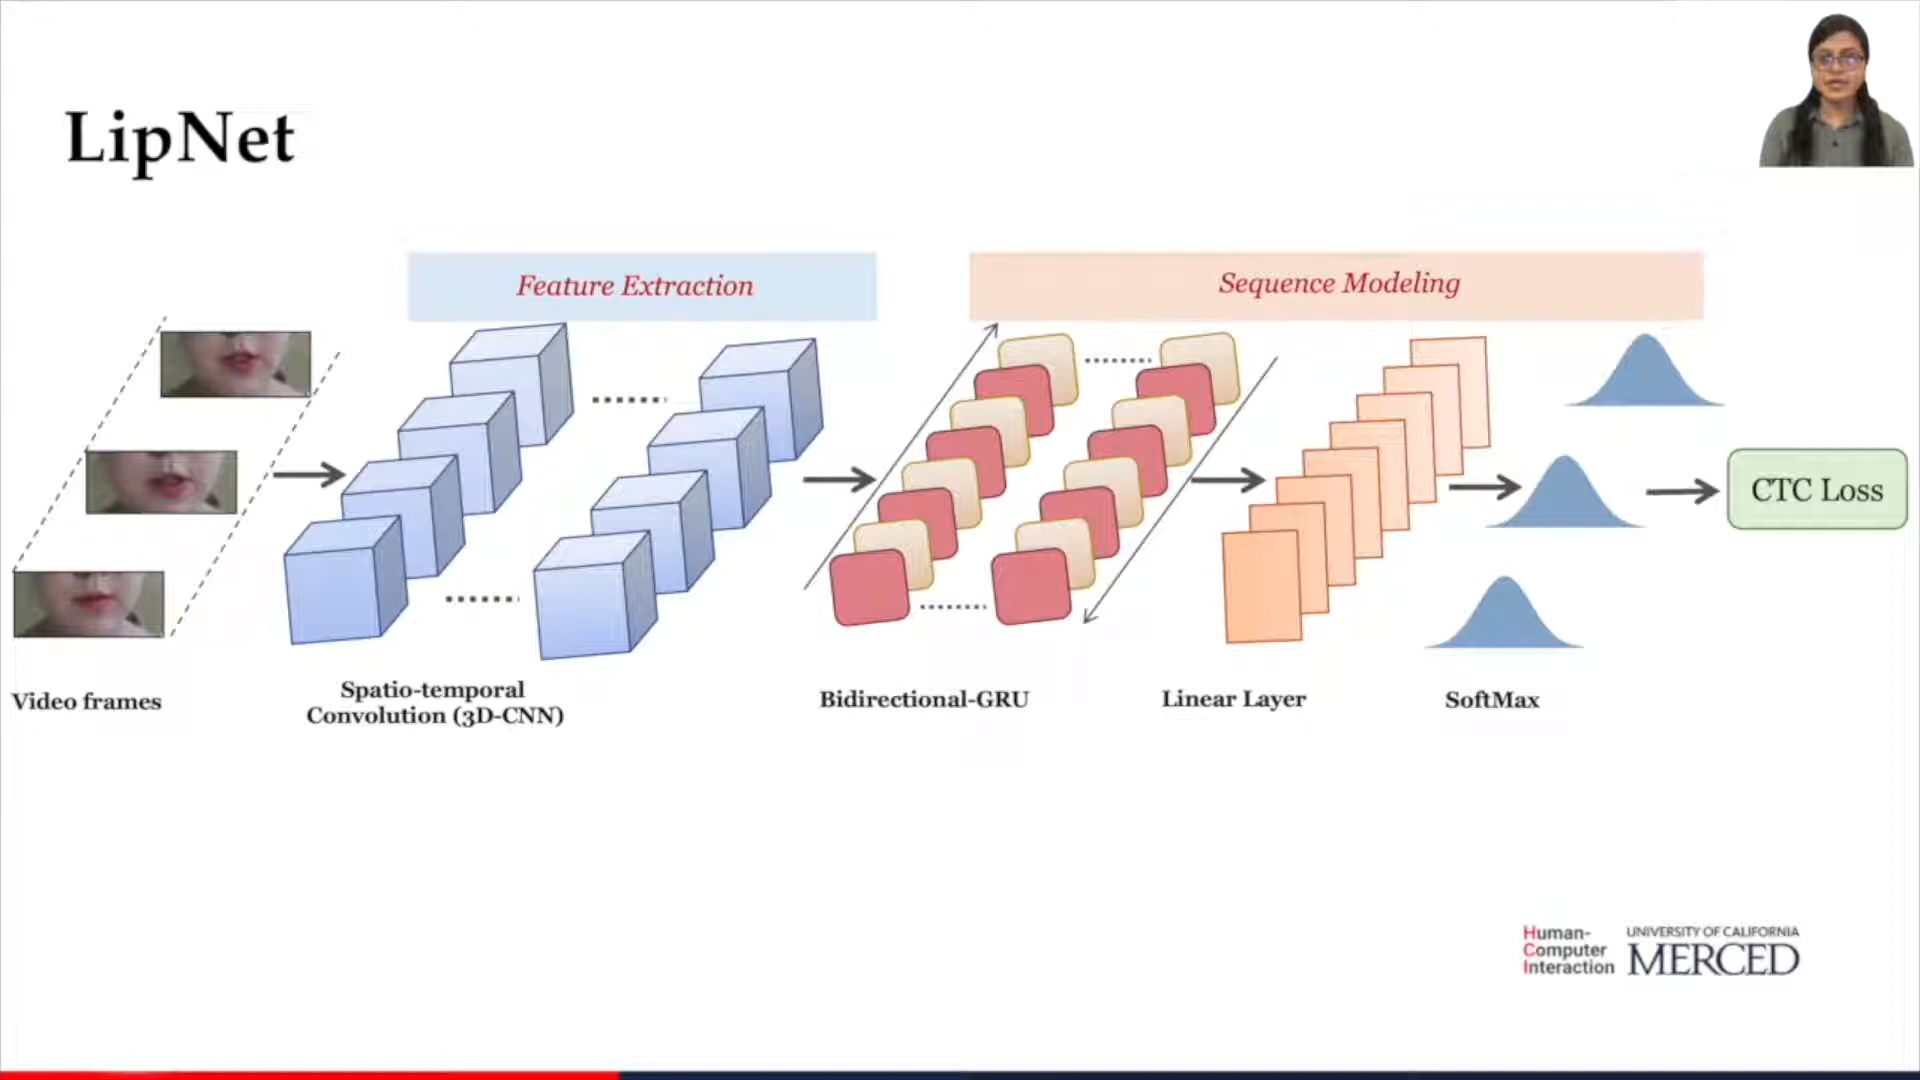 LipNet
Feature Extraction
Sequence Modeling
CTC Loss
Video frames
Spatio-temporal
Convolution (3D-CNN)
Bidirectional-GRU
Linear Layer
SoftMax
Human-
Computer
Interaction
UNIVERSITY OF CALIFORNIA
MERCED